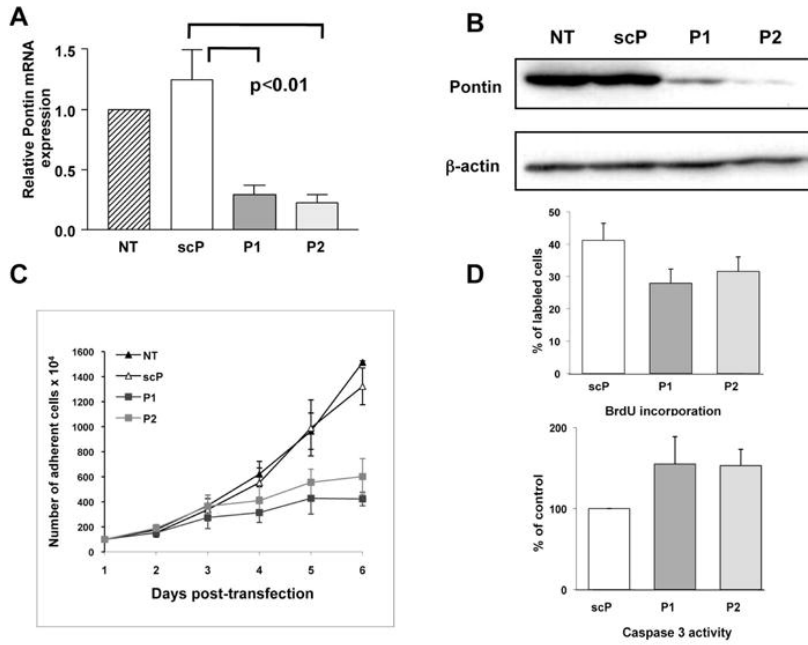 A
Relative Pontin mRNA
expression
1.5
1.0
0.5
0.0
p<0.01
NT scP P1 P2
B
NT scP P1 P2
Pontin
β-actin
C
Number of adherent cells x 10⁴
1600
1400
1200
1000
800
600
400
200
0
NT
scP
P1
P2
1 2 3 4 5 6
Days post-transfection
D
% of labeled cells
50
40
30
20
10
0
scP P1 P2
BrdU incorporation
% of control
200
100
0
scP P1 P2
Caspase 3 activity